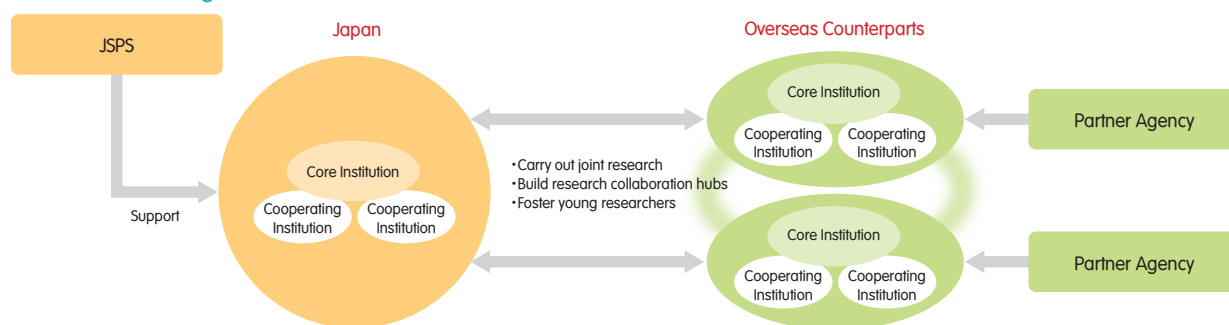 JSPS
Japan
Overseas Counterparts
Support
Core Institution
Cooperating
Institution
Cooperating
Institution
・Carry out joint research
・Build research collaboration hubs
・Foster young researchers
Core Institution
Cooperating
Institution
Cooperating
Institution
Partner Agency
Core Institution
Cooperating
Institution
Cooperating
Institution
Partner Agency